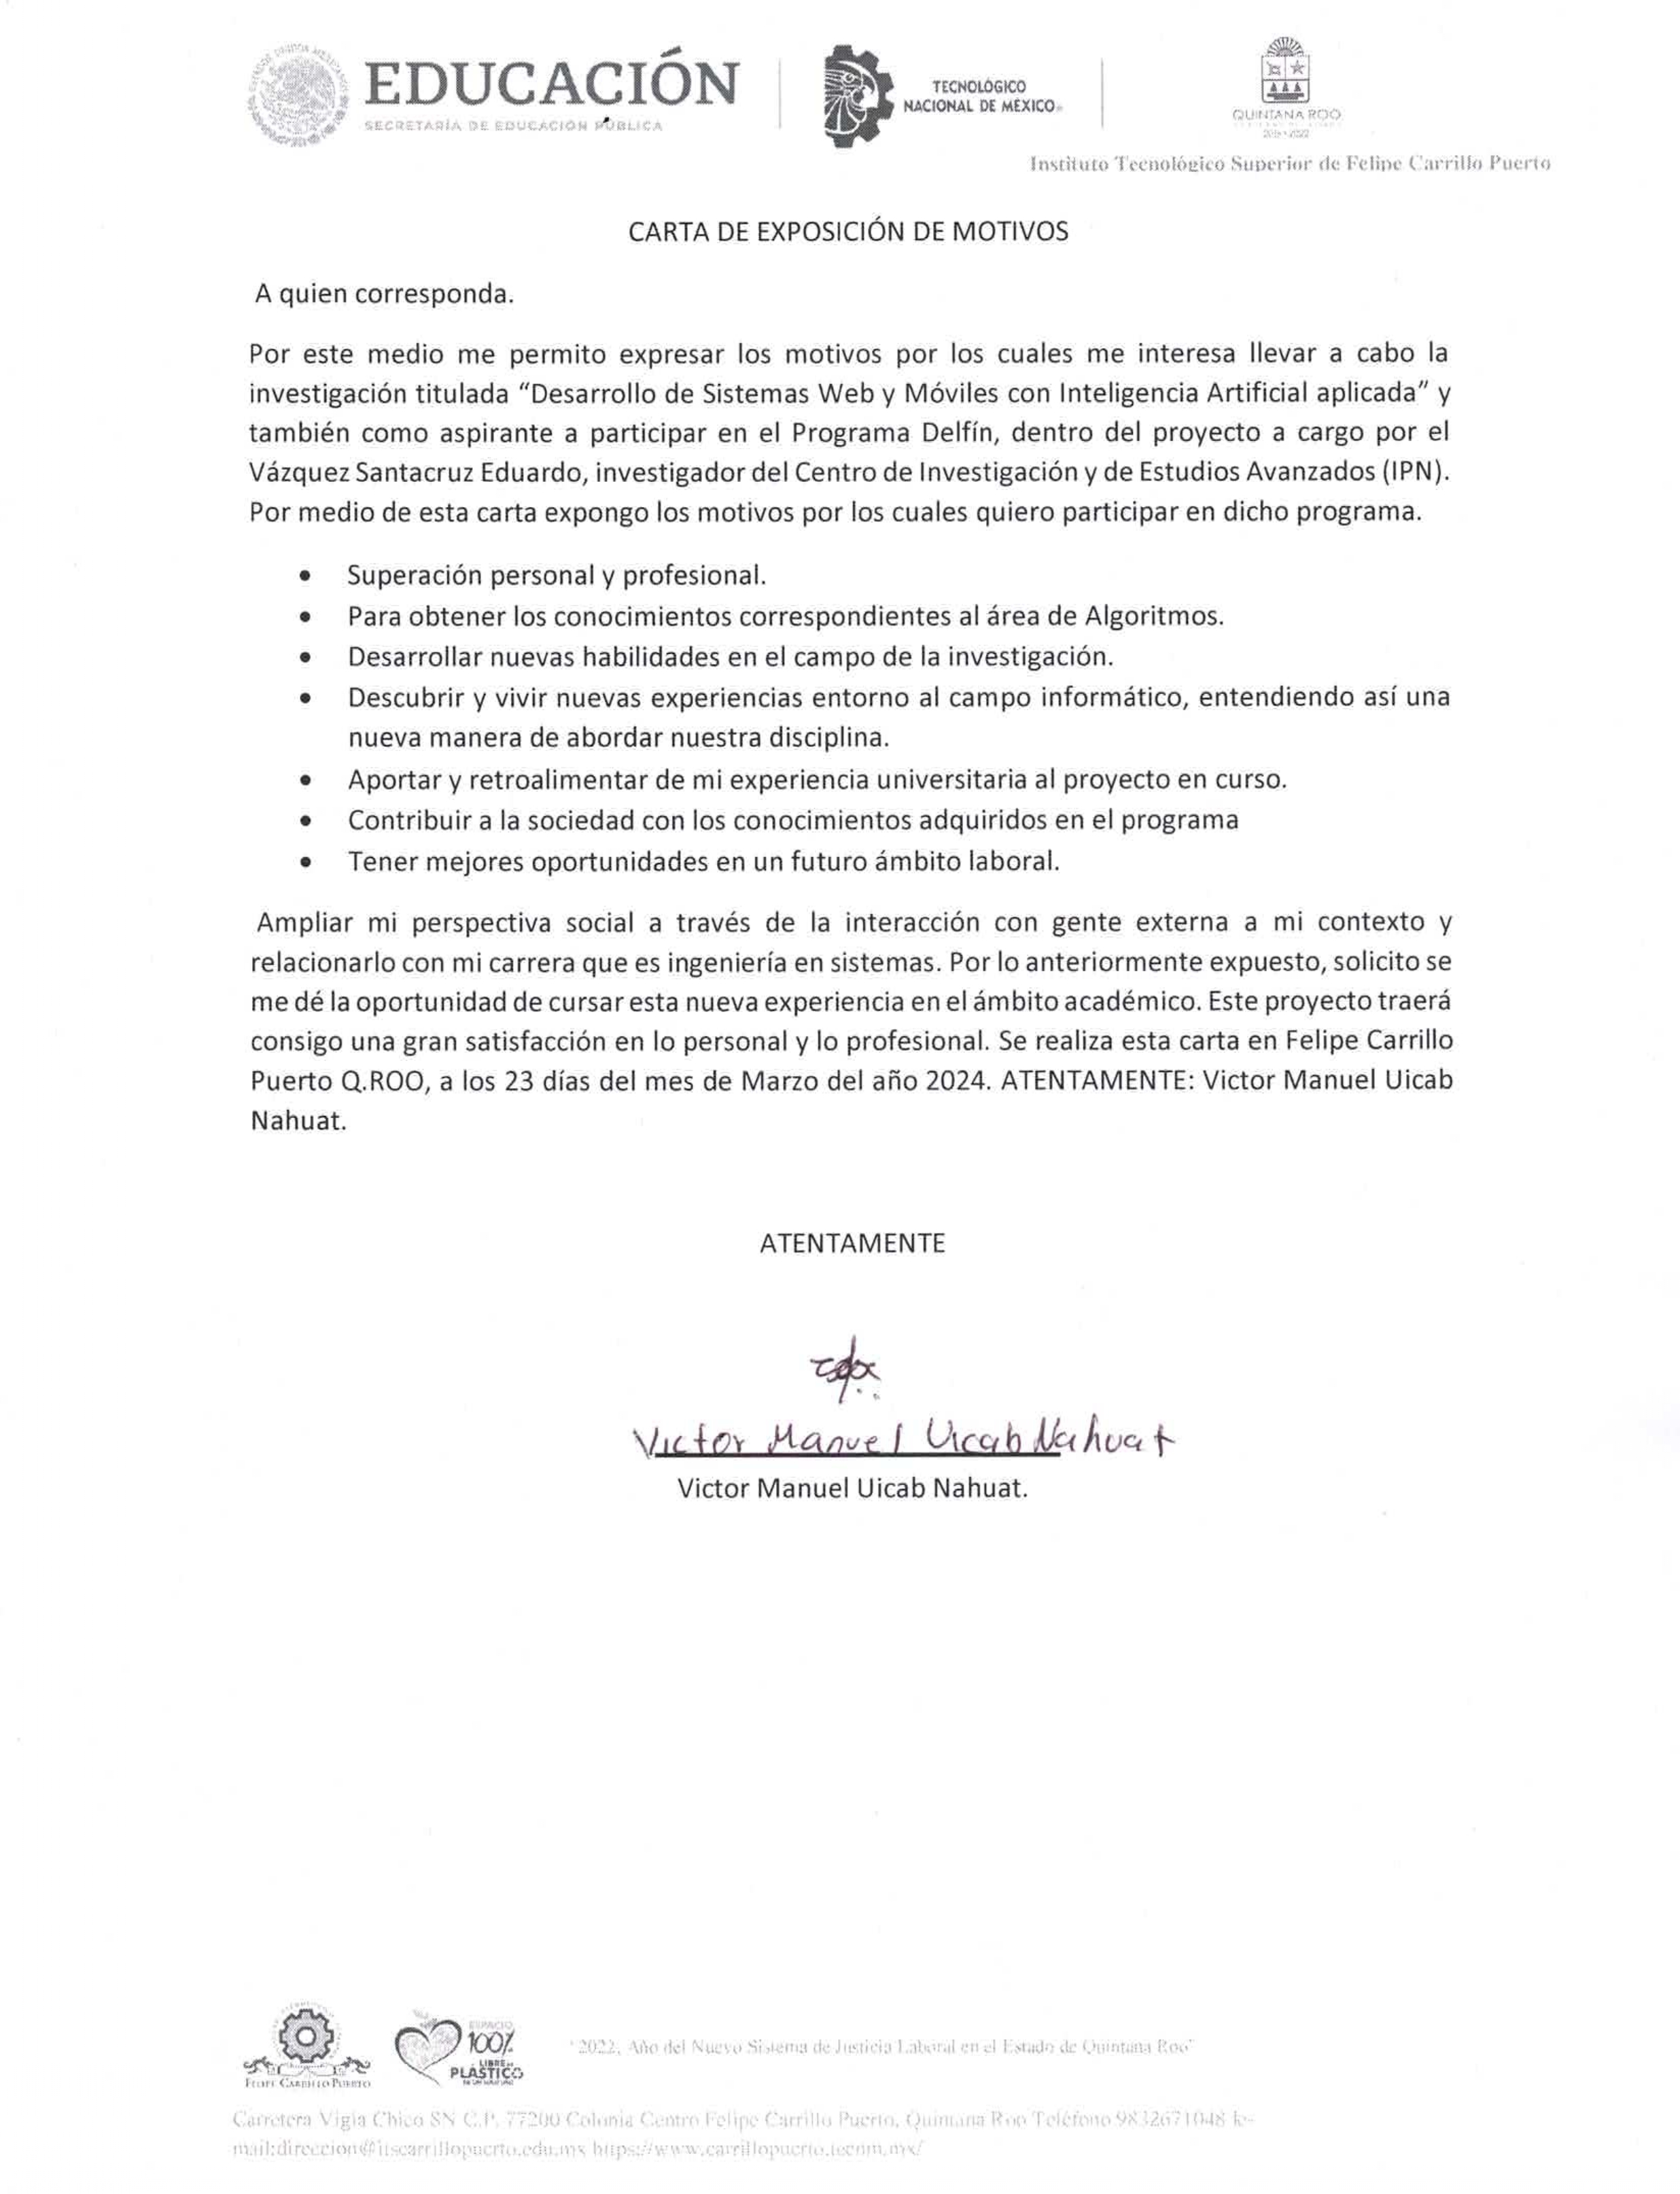 EDUCACIÓN
SECRETARÍA DE EDUCACIÓN PÚBLICA
TECNOLÓGICO
NACIONAL DE MÉXICO
QUINTANA ROO
Instituto Tecnológico Superior de Felipe Carrillo Puerto
CARTA DE EXPOSICIÓN DE MOTIVOS
A quien corresponda.
Por este medio me permito expresar los motivos por los cuales me interesa llevar a cabo la
investigación titulada “Desarrollo de Sistemas Web y Móviles con Inteligencia Artificial aplicada” y
también como aspirante a participar en el Programa Delfín, dentro del proyecto a cargo por el
Vázquez Santacruz Eduardo, investigador del Centro de Investigación y de Estudios Avanzados (IPN).
Por medio de esta carta expongo los motivos por los cuales quiero participar en dicho programa.
• Superación personal y profesional.
• Para obtener los conocimientos correspondientes al área de Algoritmos.
• Desarrollar nuevas habilidades en el campo de la investigación.
• Descubrir y vivir nuevas experiencias entorno al campo informático, entendiendo así una
nueva manera de abordar nuestra disciplina.
• Aportar y retroalimentar de mi experiencia universitaria al proyecto en curso.
• Contribuir a la sociedad con los conocimientos adquiridos en el programa
• Tener mejores oportunidades en un futuro ámbito laboral.
Ampliar mi perspectiva social a través de la interacción con gente externa a mi contexto y
relacionarlo con mi carrera que es ingeniería en sistemas. Por lo anteriormente expuesto, solicito se
me dé la oportunidad de cursar esta nueva experiencia en el ámbito académico. Este proyecto traerá
consigo una gran satisfacción en lo personal y lo profesional. Se realiza esta carta en Felipe Carrillo
Puerto Q.ROO, a los 23 días del mes de Marzo del año 2024. ATENTAMENTE: Victor Manuel Uicab
Nahuat.
ATENTAMENTE
Victor Manuel Uicab Nahuat
Victor Manuel Uicab Nahuat.
FELIPE CARRILLO PUERTO
ESPACIO
100%
LIBRE
PLÁSTICO
"2022, Año del Nuevo Sistema de Justicia Laboral en el Estado de Quintana Roo"
Carretera Vigía Chico SN C.P. 77200 Colonia Centro Felipe Carrillo Puerto, Quintana Roo Teléfono 9832671048 e-
mail:direccion@itscarrillopuerto.edu.mx https://www.carrillopuerto.tecnm.mx/